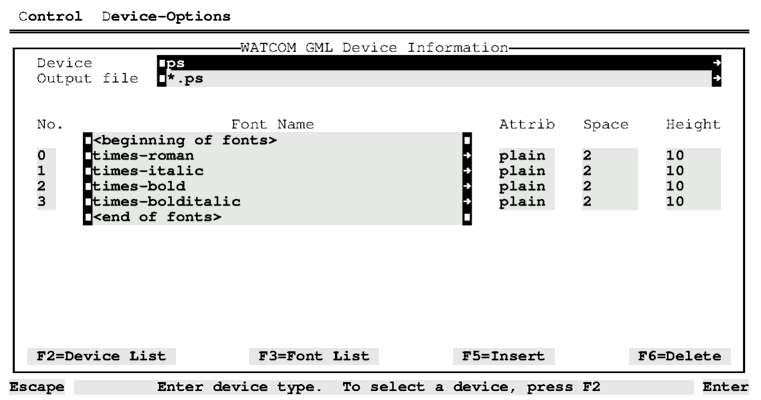 Control Device-Options
WATCOM GML Device Information
Device ps
Output file *.ps
No. Font Name Attrib Space Height
<beginning of fonts>
0 times-roman plain 2 10
1 times-italic plain 2 10
2 times-bold plain 2 10
3 times-bolditalic plain 2 10
<end of fonts>
F2=Device List F3=Font List F5=Insert F6=Delete
Escape Enter device type. To select a device, press F2 Enter